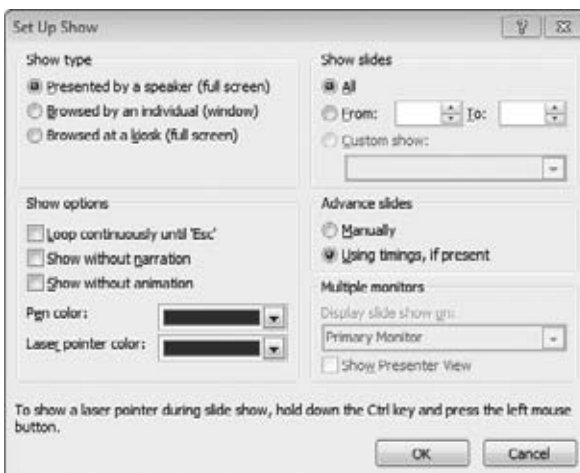 Set Up Show
Show type
Presented by a speaker (full screen)
Browsed by an individual (window)
Browsed at a kiosk (full screen)
Show slides
All
From: To:
Custom show:
Show options
Loop continuously until 'Esc'
Show without narration
Show without animation
Pen color:
Laser pointer color:
Advance slides
Manually
Using timings, if present
Multiple monitors
Display slide show on:
Primary Monitor
Show Presenter View
To show a laser pointer during slide show, hold down the Ctrl key and press the left mouse
button.
OK Cancel